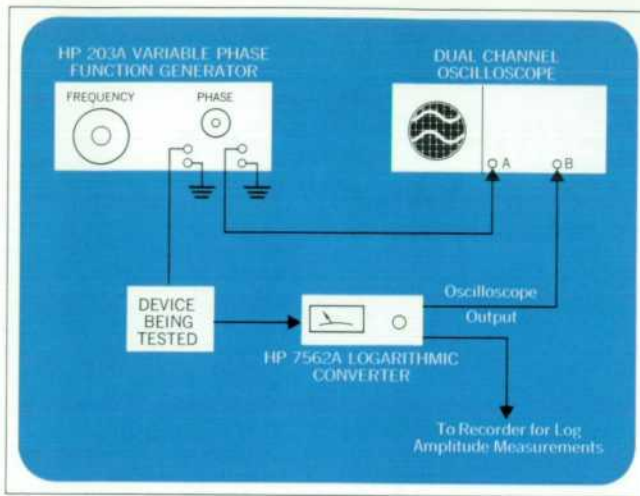 HP 203A VARIABLE PHASE
FUNCTION GENERATOR
FREQUENCY
PHASE
DUAL CHANNEL
OSCILLOSCOPE
A
B
DEVICE
BEING
TESTED
Oscilloscope
Output
HP 7562A LOGARITHMIC
CONVERTER
To Recorder for Log
Amplitude Measurements